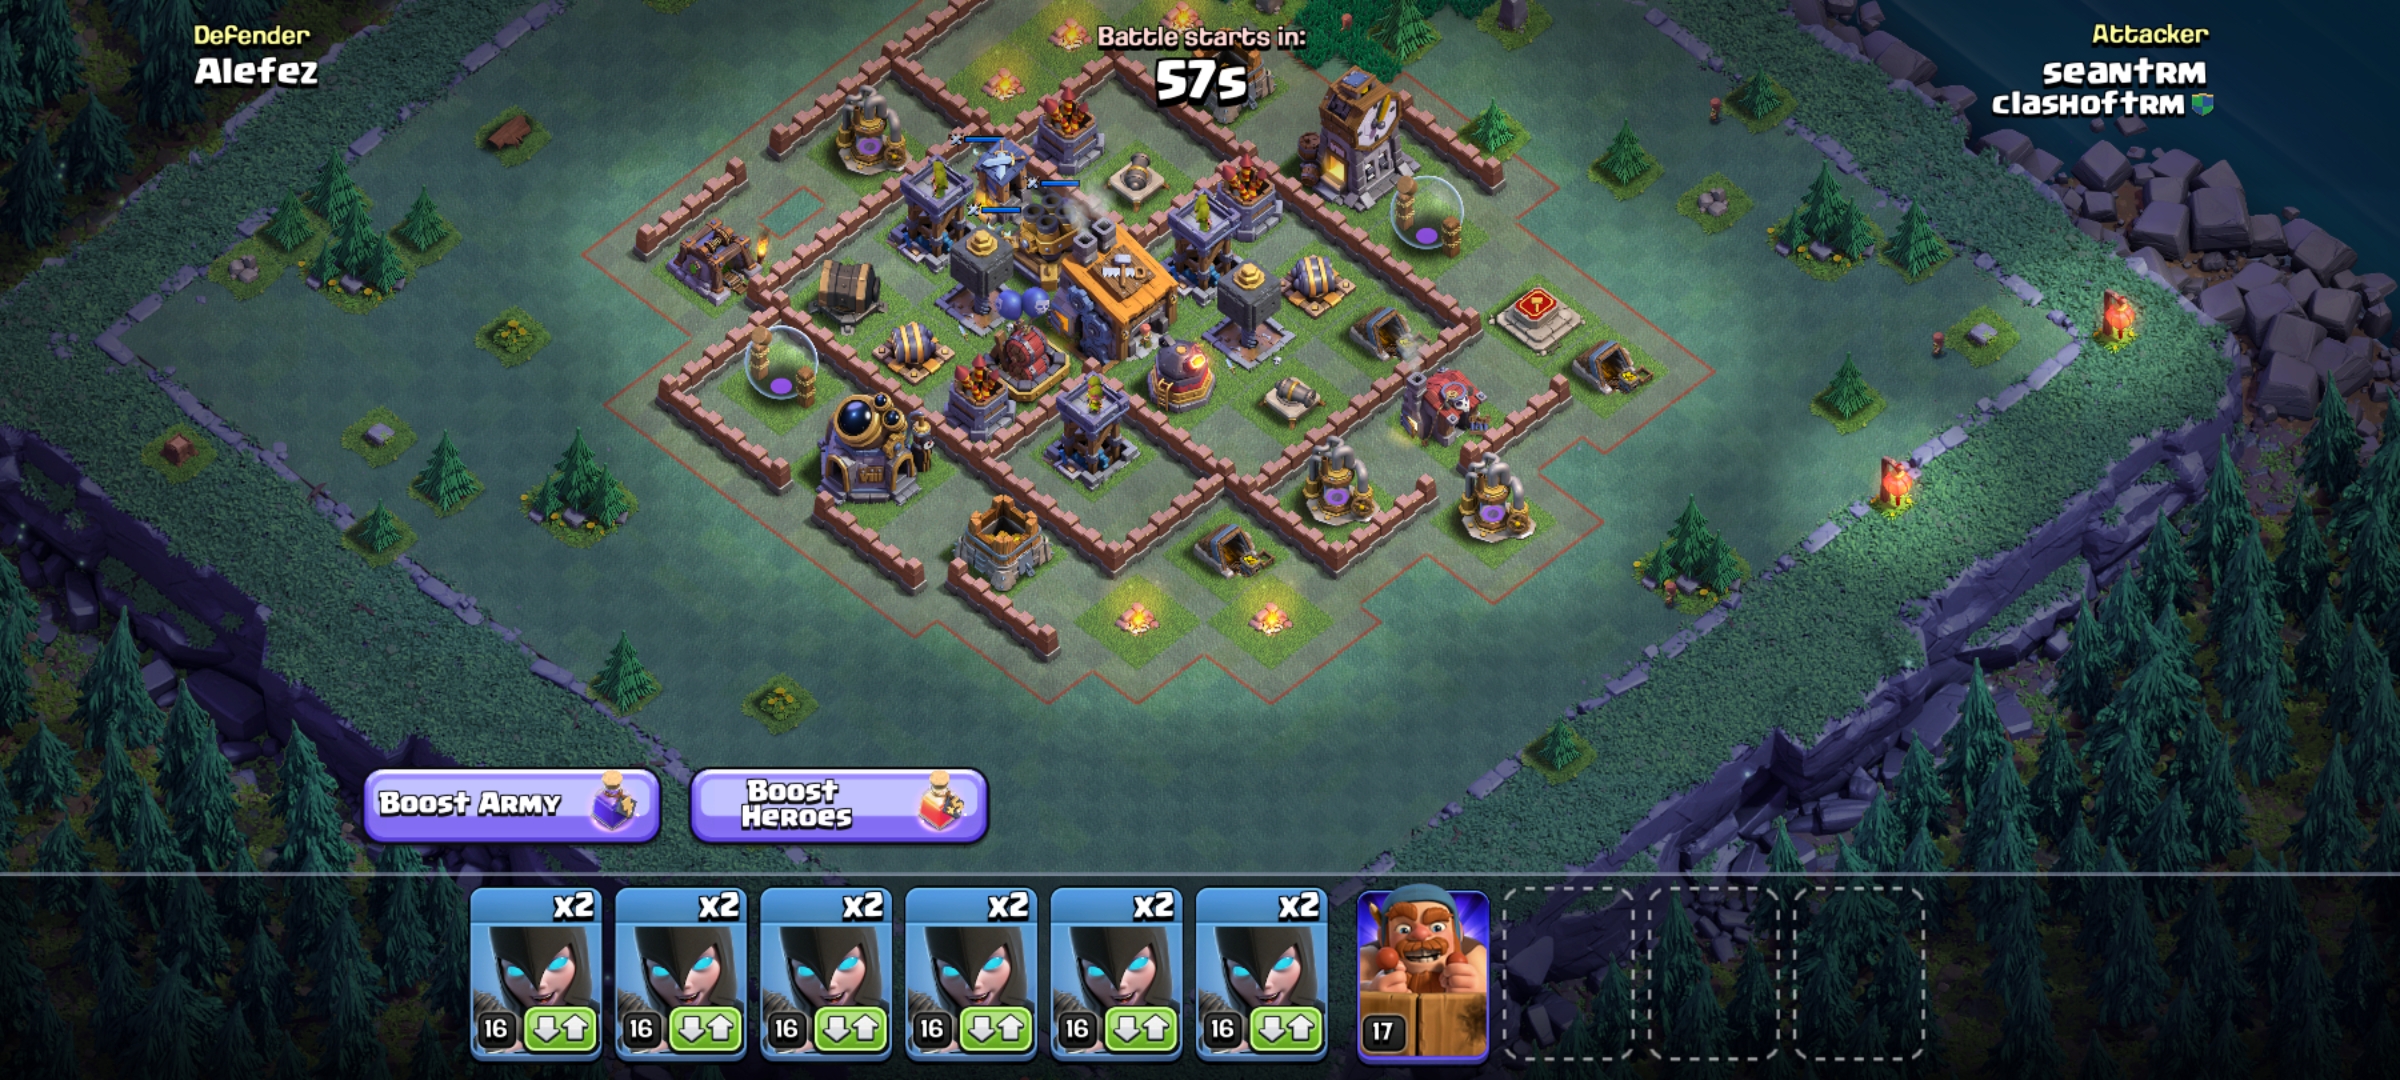 Defender
Alefez
Battle starts in:
57s
Attacker
seantRM
clashoftRM
Boost Army
Boost
Heroes
x2
x2
x2
x2
x2
x2
16
16
16
16
16
16
17